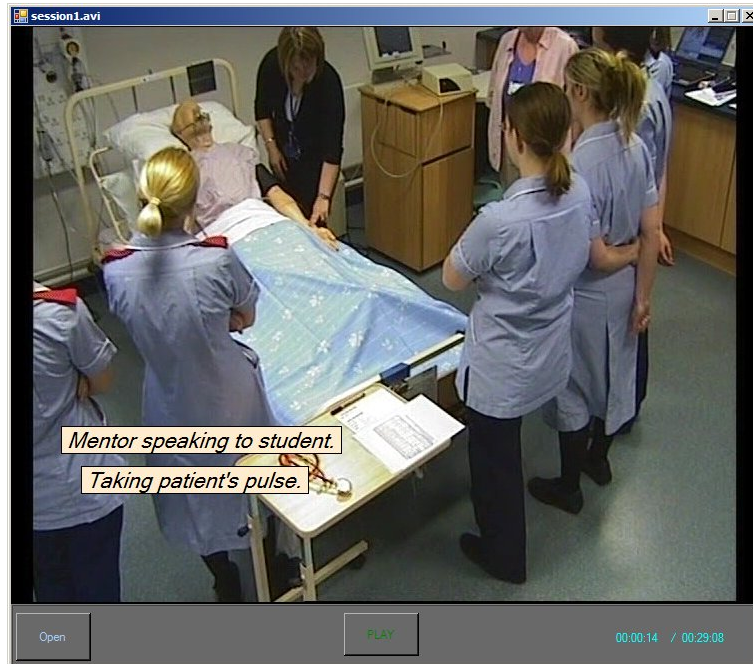 session1.avi
Mentor speaking to student.
Taking patient's pulse.
Open
PLAY
00:00:14 / 00:29:08